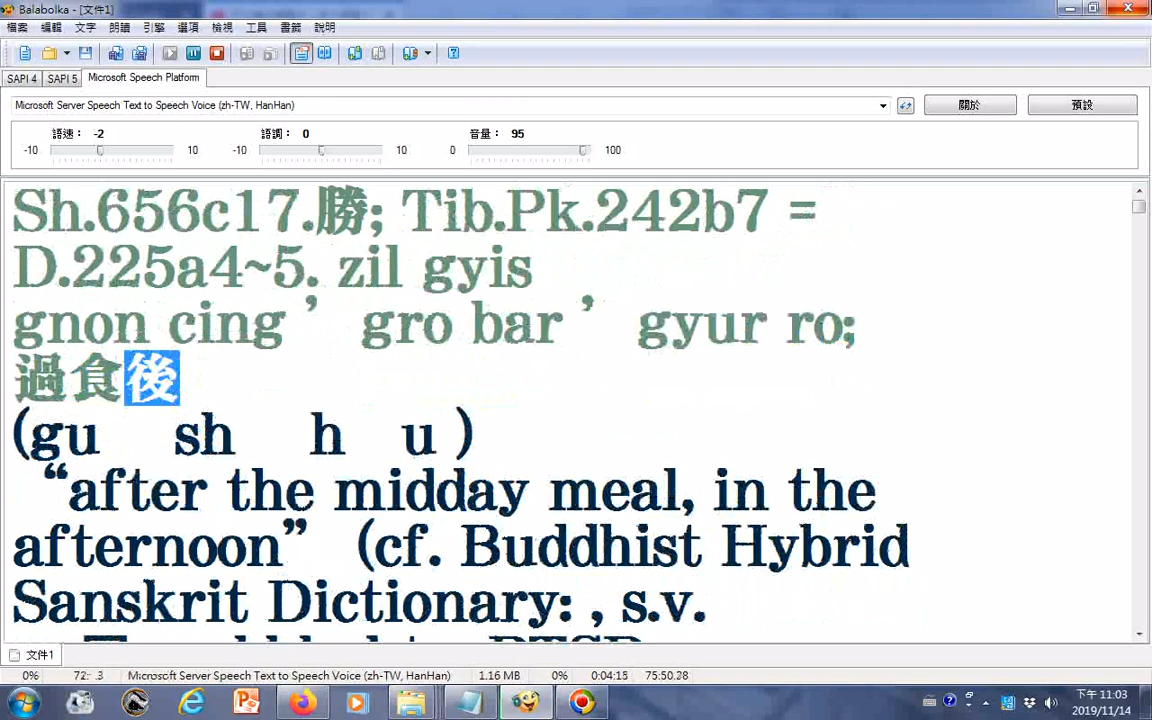 Balabolka - [文件1]
檔案 編輯 文字 朗讀 引擎 選項 檢視 工具 書籤 說明
SAPI 4 SAPI 5 Microsoft Speech Platform
Microsoft Server Speech Text to Speech Voice (zh-TW, HanHan) 關於 預設
語速： -2 語調： 0 音量： 95
-10 10 -10 10 0 100
Sh.656c17.勝; Tib.Pk.242b7 =
D.225a4~5. zil gyis
gnon cing ’ gro bar ’ gyur ro;
過食後
(gu sh h u )
“after the midday meal, in the
afternoon” (cf. Buddhist Hybrid
Sanskrit Dictionary: , s.v.
文件1
0% 72: .3 Microsoft Server Speech Text to Speech Voice (zh-TW, HanHan) 1.16 MB 0% 0:04:15 75:50.28
下午 11:03
2019/11/14